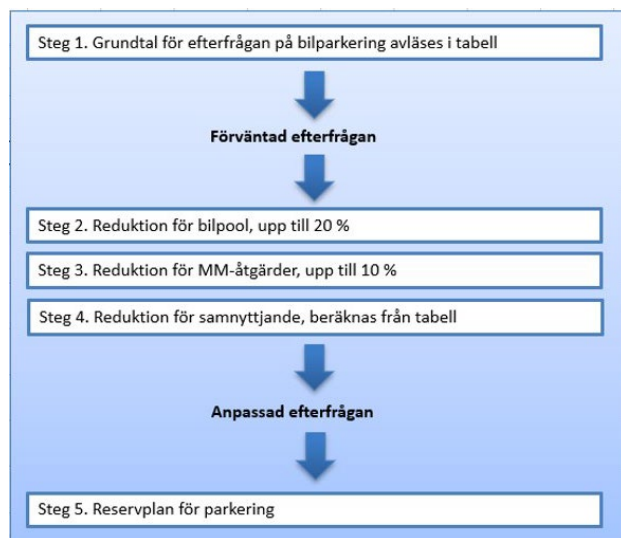 Steg 1. Grundtal för efterfrågan på bilparkering avläses i tabell
Förväntad efterfrågan
Steg 2. Reduktion för bilpool, upp till 20 %
Steg 3. Reduktion för MM-åtgärder, upp till 10 %
Steg 4. Reduktion för samnyttjande, beräknas från tabell
Anpassad efterfrågan
Steg 5. Reservplan för parkering